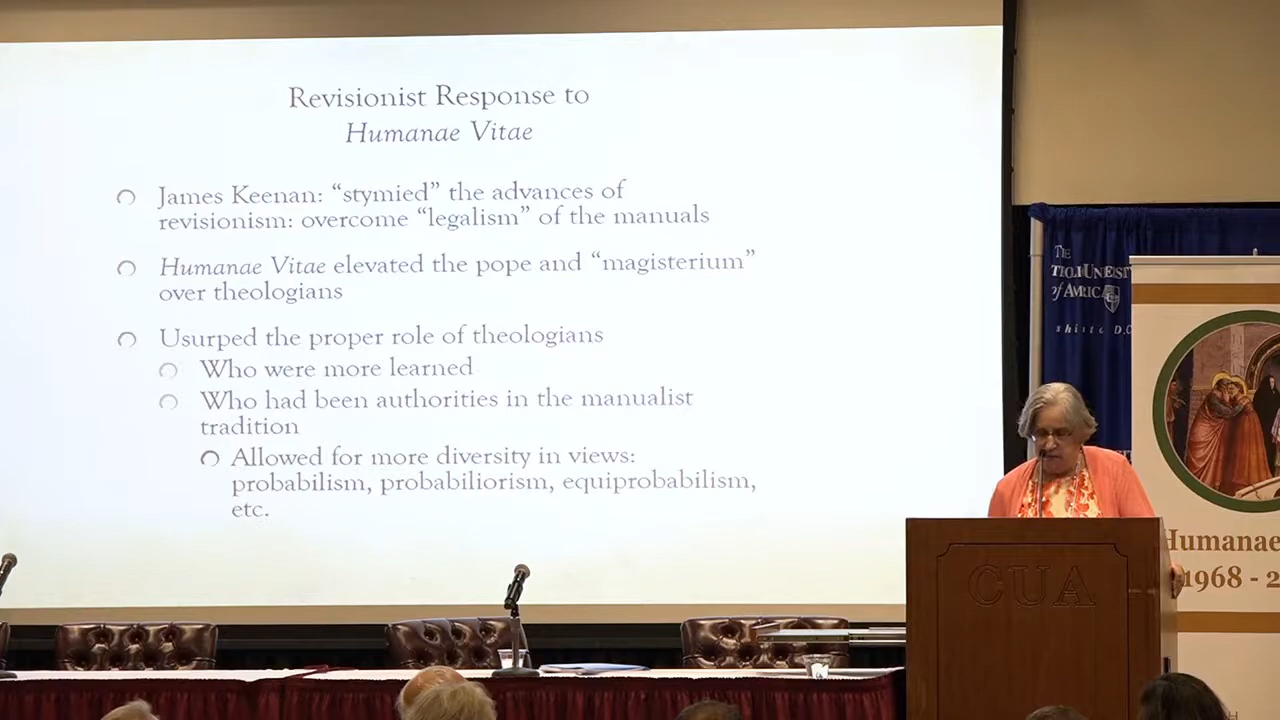 Revisionist Response to
Humanae Vitae
James Keenan: “stymied” the advances of
revisionism: overcome “legalism” of the manuals
Humanae Vitae elevated the pope and “magisterium”
over theologians
Usurped the proper role of theologians
Who were more learned
Who had been authorities in the manualist
tradition
Allowed for more diversity in views:
probabilism, probabiliorism, equiprobabilism,
etc.
THE
of AMERICA
D.C
Humanae
1968 - 2
CUA